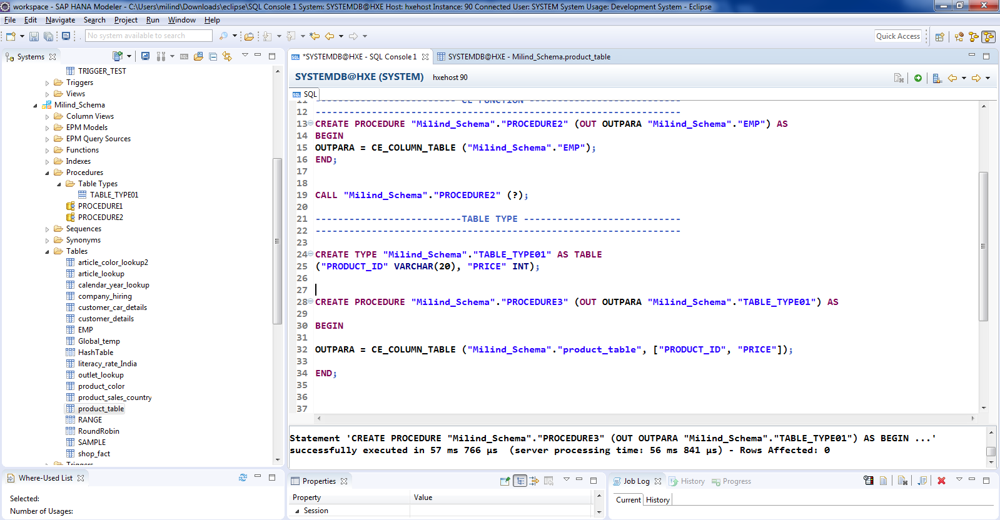 workspace - SAP HANA Modeler - C:\Users\milind\Downloads\eclipse\SQL Console 1 System: SYSTEMDB@HXE Host: hxehost Instance: 90 Connected User: SYSTEM System Usage: Development System - Eclipse
File Edit Navigate Search Project Run Window Help
No system available to search
Quick Access
Systems
TRIGGER_TEST
Triggers
Views
Milind_Schema
Column Views
EPM Models
EPM Query Sources
Functions
Indexes
Procedures
Table Types
TABLE_TYPE01
PROCEDURE1
PROCEDURE2
Sequences
Synonyms
Tables
article_color_lookup2
article_lookup
calendar_year_lookup
company_hiring
customer_car_details
customer_details
EMP
Global_temp
HashTable
literacy_rate_India
outlet_lookup
product_color
product_sales_country
product_table
RANGE
RoundRobin
SAMPLE
shop_fact
Triggers
*SYSTEMDB@HXE - SQL Console 1
SYSTEMDB@HXE - Milind_Schema.product_table
SYSTEMDB@HXE (SYSTEM) hxehost 90
SQL
11 ------------------------- CE FUNCTION ---------------------------
12 -----------------------------------------------------------------
13 CREATE PROCEDURE "Milind_Schema"."PROCEDURE2" (OUT OUTPARA "Milind_Schema"."EMP") AS
14 BEGIN
15 OUTPARA = CE_COLUMN_TABLE ("Milind_Schema"."EMP");
16 END;
17
18
19 CALL "Milind_Schema"."PROCEDURE2" (?);
20
21 --------------------------TABLE TYPE ----------------------------
22 -----------------------------------------------------------------
23
24 CREATE TYPE "Milind_Schema"."TABLE_TYPE01" AS TABLE
25 ("PRODUCT_ID" VARCHAR(20), "PRICE" INT);
26
27
28 CREATE PROCEDURE "Milind_Schema"."PROCEDURE3" (OUT OUTPARA "Milind_Schema"."TABLE_TYPE01") AS
29
30 BEGIN
31
32 OUTPARA = CE_COLUMN_TABLE ("Milind_Schema"."product_table", ["PRODUCT_ID", "PRICE"]);
33
34 END;
35
36
37
Statement 'CREATE PROCEDURE "Milind_Schema"."PROCEDURE3" (OUT OUTPARA "Milind_Schema"."TABLE_TYPE01") AS BEGIN ...'
successfully executed in 57 ms 766 µs (server processing time: 56 ms 841 µs) - Rows Affected: 0
Where-Used List
Selected:
Number of Usages:
Properties
Property Value
Session
Job Log History Progress
Current History